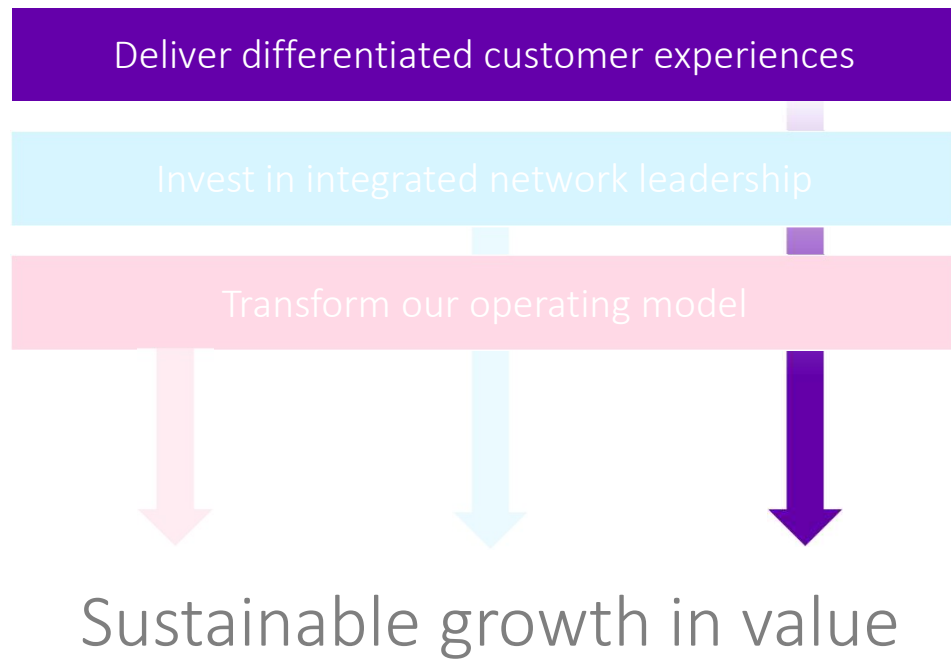 Deliver differentiated customer experiences
Invest in integrated network leadership
Transform our operating model
Sustainable growth in value